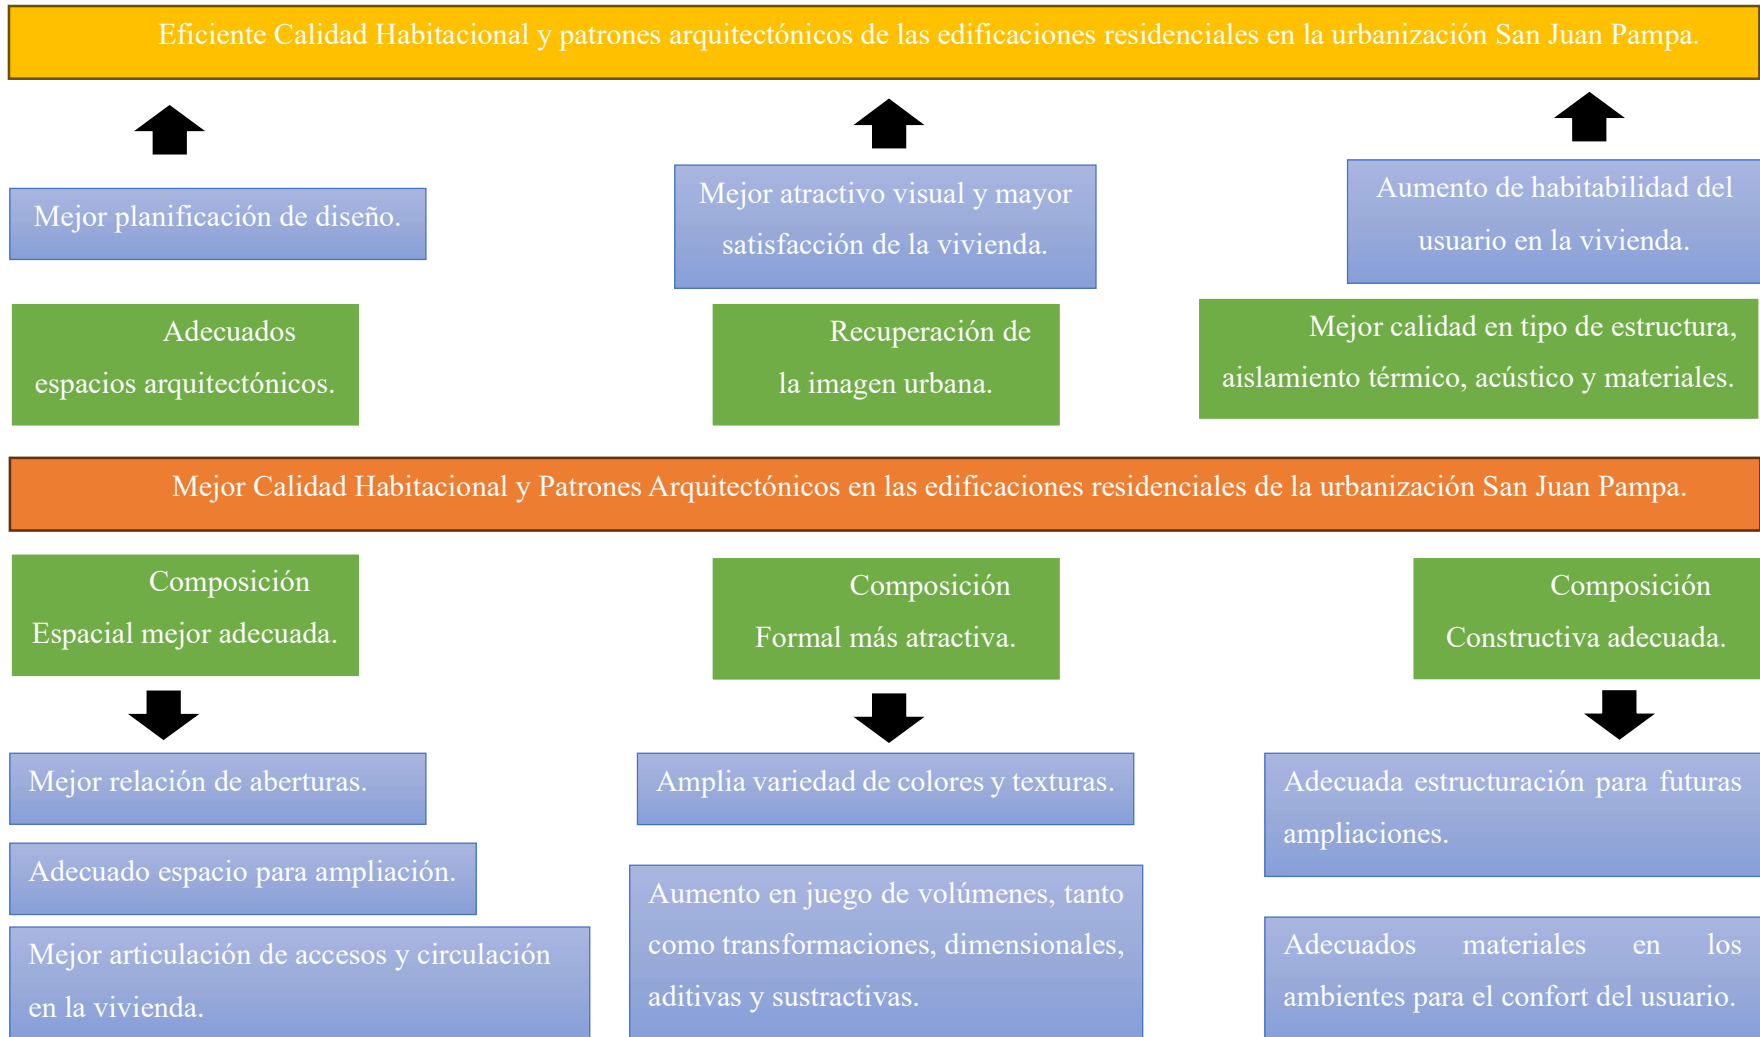 Eficiente Calidad Habitacional y patrones arquitectónicos de las edificaciones residenciales en la urbanización San Juan Pampa.
Mejor planificación de diseño.
Mejor atractivo visual y mayor
satisfacción de la vivienda.
Aumento de habitabilidad del
usuario en la vivienda.
Adecuados
espacios arquitectónicos.
Recuperación de
la imagen urbana.
Mejor calidad en tipo de estructura,
aislamiento térmico, acústico y materiales.
Mejor Calidad Habitacional y Patrones Arquitectónicos en las edificaciones residenciales de la urbanización San Juan Pampa.
Composición
Espacial mejor adecuada.
Composición
Formal más atractiva.
Composición
Constructiva adecuada.
Mejor relación de aberturas.
Adecuado espacio para ampliación.
Mejor articulación de accesos y circulación
en la vivienda.
Amplia variedad de colores y texturas.
Aumento en juego de volúmenes, tanto
como transformaciones, dimensionales,
aditivas y sustractivas.
Adecuada estructuración para futuras
ampliaciones.
Adecuados materiales en los
ambientes para el confort del usuario.